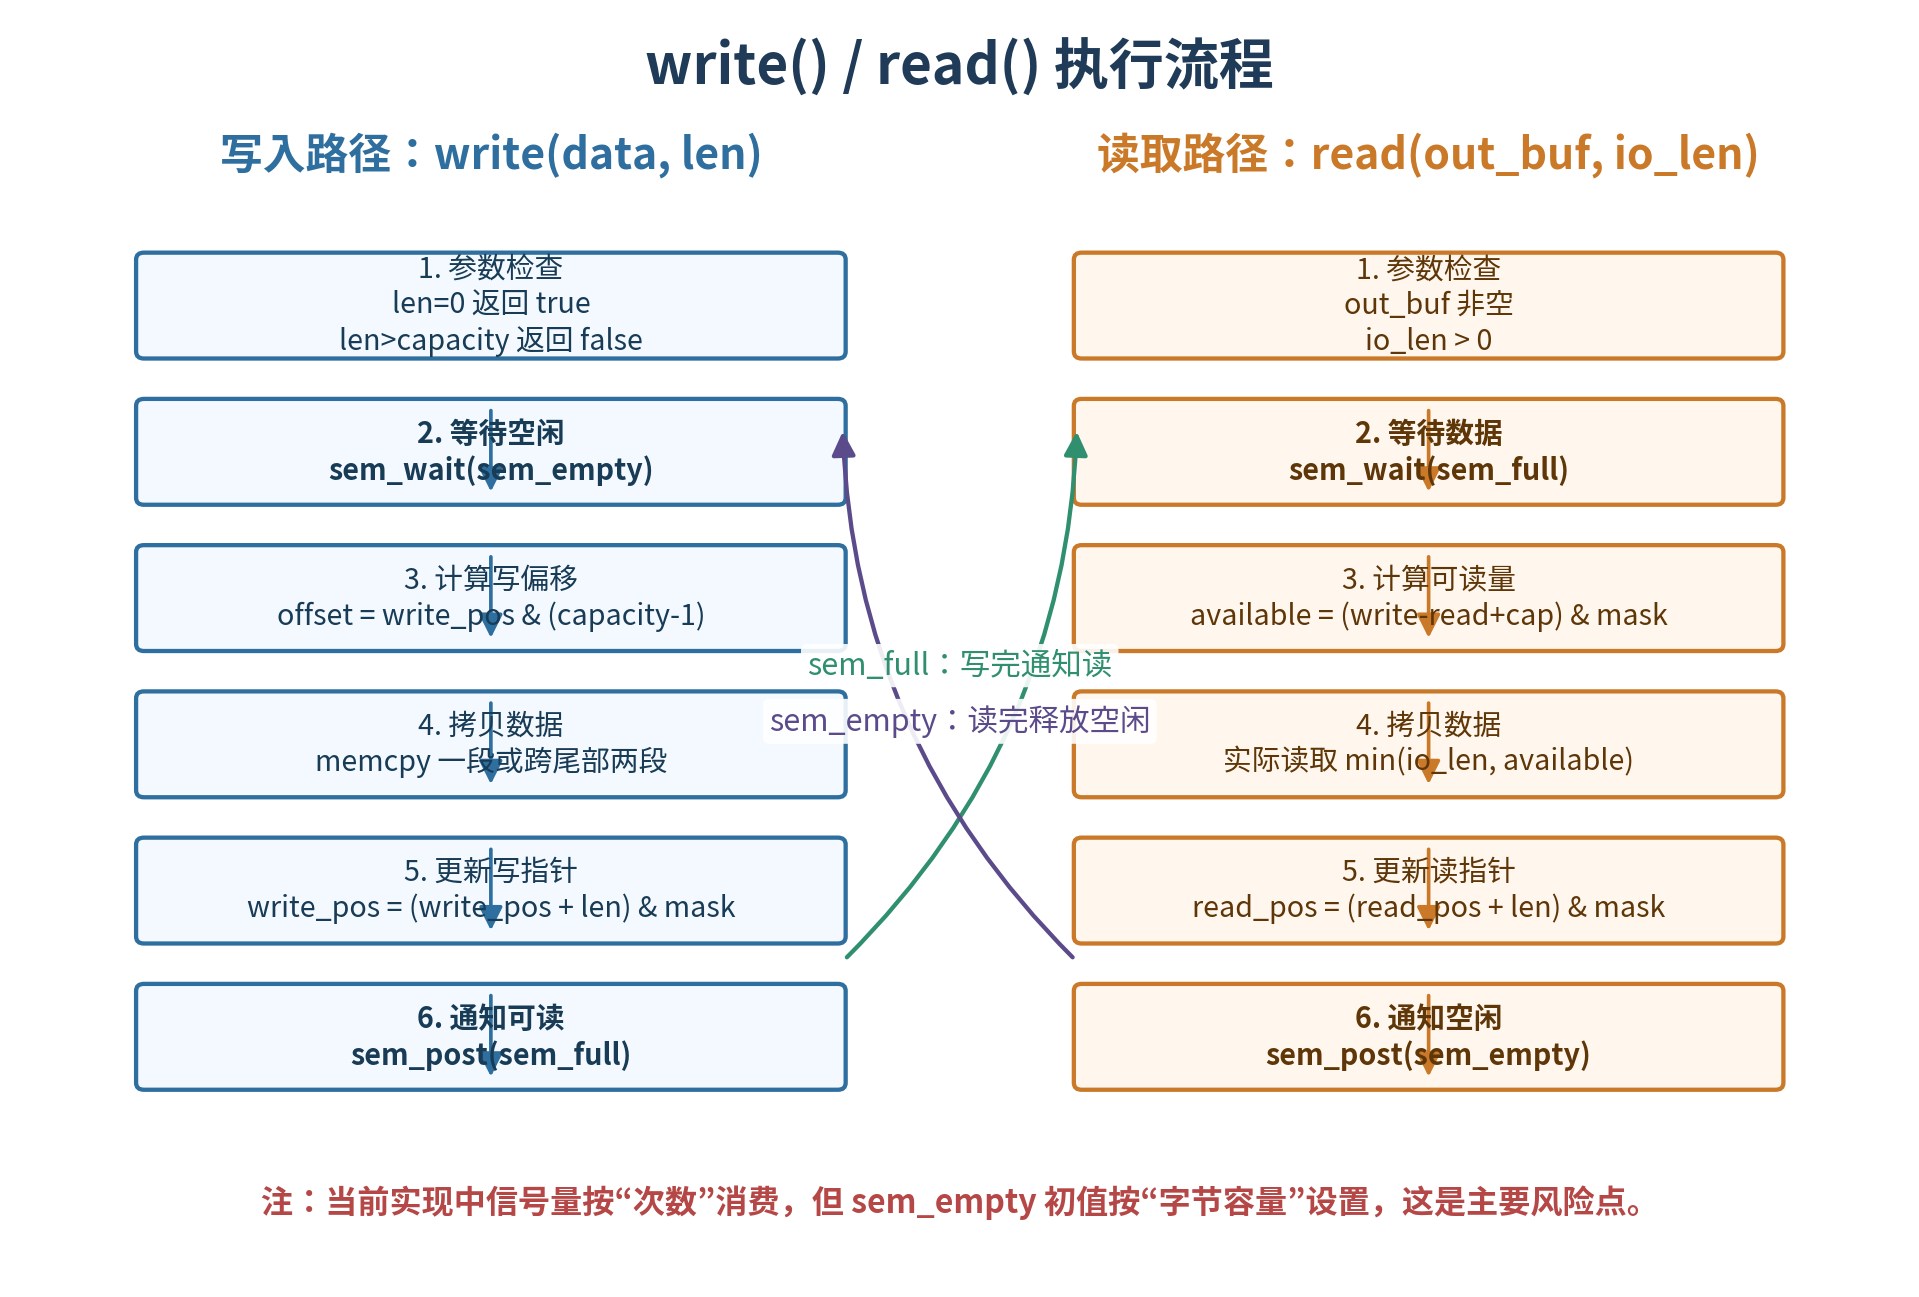 write() / read() 执行流程
写入路径：write(data, len)
1. 参数检查
len=0 返回 true
len>capacity 返回 false
2. 等待空闲
sem_wait(sem_empty)
3. 计算写偏移
offset = write_pos & (capacity-1)
4. 拷贝数据
memcpy 一段或跨尾部两段
5. 更新写指针
write_pos = (write_pos + len) & mask
6. 通知可读
sem_post(sem_full)
读取路径：read(out_buf, io_len)
1. 参数检查
out_buf 非空
io_len > 0
2. 等待数据
sem_wait(sem_full)
3. 计算可读量
available = (write-read+cap) & mask
4. 拷贝数据
实际读取 min(io_len, available)
5. 更新读指针
read_pos = (read_pos + len) & mask
6. 通知空闲
sem_post(sem_empty)
sem_full：写完通知读
sem_empty：读完释放空闲
注：当前实现中信号量按“次数”消费，但 sem_empty 初值按“字节容量”设置，这是主要风险点。